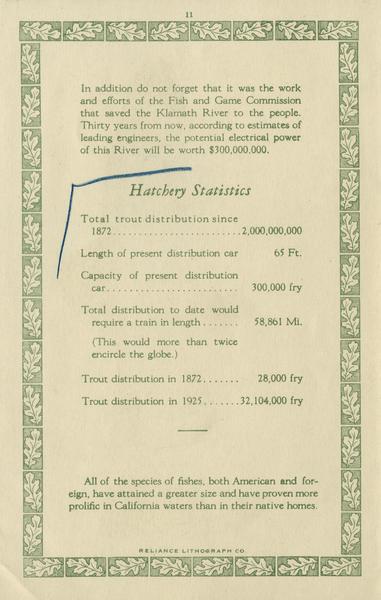 11
In addition do not forget that it was the work
and efforts of the Fish and Game Commission
that saved the Klamath River to the people.
Thirty years from now, according to estimates of
leading engineers, the potential electrical power
of this River will be worth $300,000,000.
Hatchery Statistics
Total trout distribution since
1872......................2,000,000,000
Length of present distribution car 65 Ft.
Capacity of present distribution
car....................... 300,000 fry
Total distribution to date would
require a train in length....... 58,861 Mi.
(This would more than twice
encircle the globe.)
Trout distribution in 1872....... 28,000 fry
Trout distribution in 1925.......32,104,000 fry
All of the species of fishes, both American and for-
eign, have attained a greater size and have proven more
prolific in California waters than in their native homes.
RELIANCE LITHOGRAPH CO.